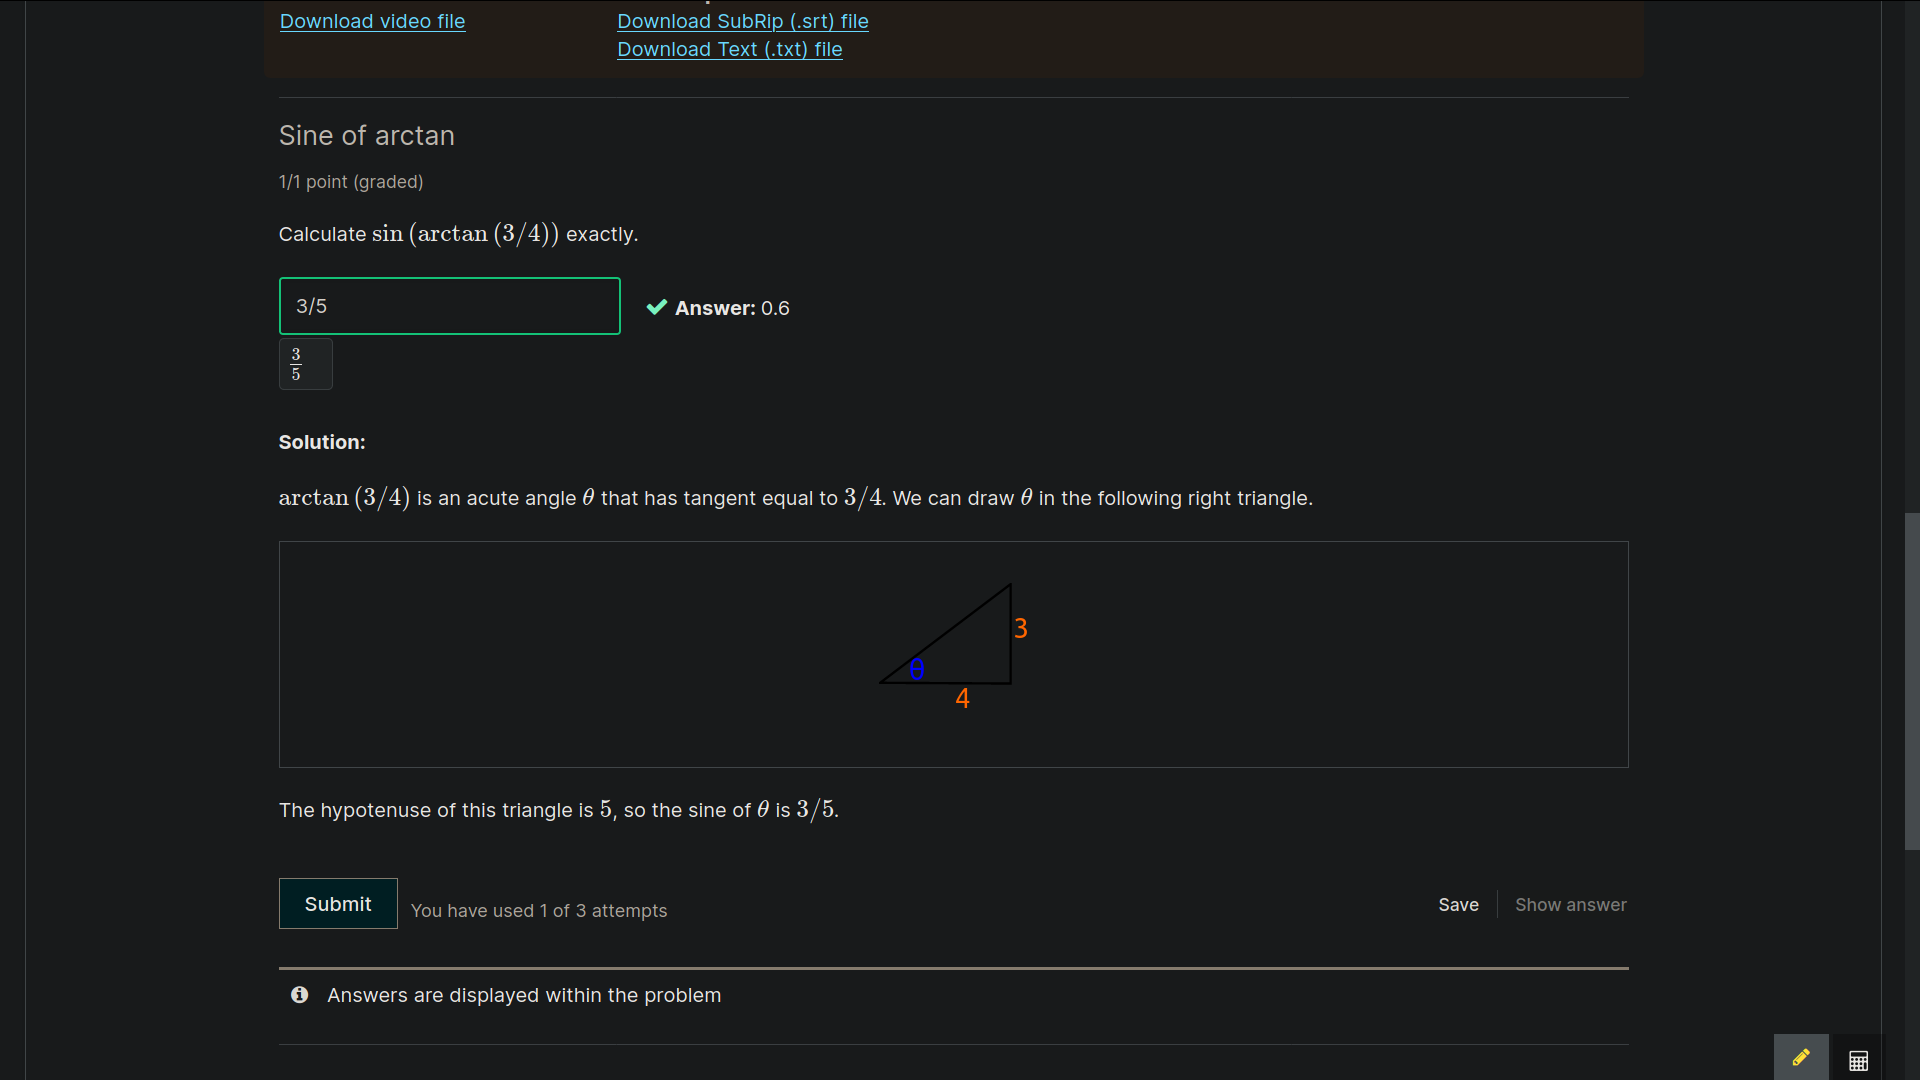 Download video file
Download SubRip (.srt) file
Download Text (.txt) file
Sine of arctan
1/1 point (graded)
Calculate sin (arctan (3/4)) exactly.
3/5
Answer: 0.6
3
5
Solution:
arctan (3/4) is an acute angle θ that has tangent equal to 3/4. We can draw θ in the following right triangle.
3
θ
4
The hypotenuse of this triangle is 5, so the sine of θ is 3/5.
Submit
You have used 1 of 3 attempts
Save
Show answer
Answers are displayed within the problem